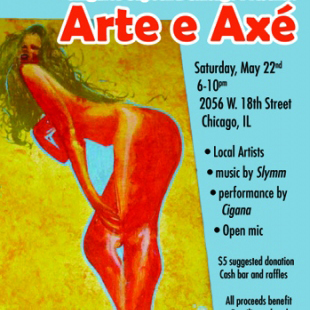 Arte e Axé
Saturday, May 22nd
6-10pm
2056 W. 18th Street
Chicago, IL
• Local Artists
• music by Slymm
• performance by
Cigana
• Open mic
$5 suggested donation
Cash bar and raffles
All proceeds benefit